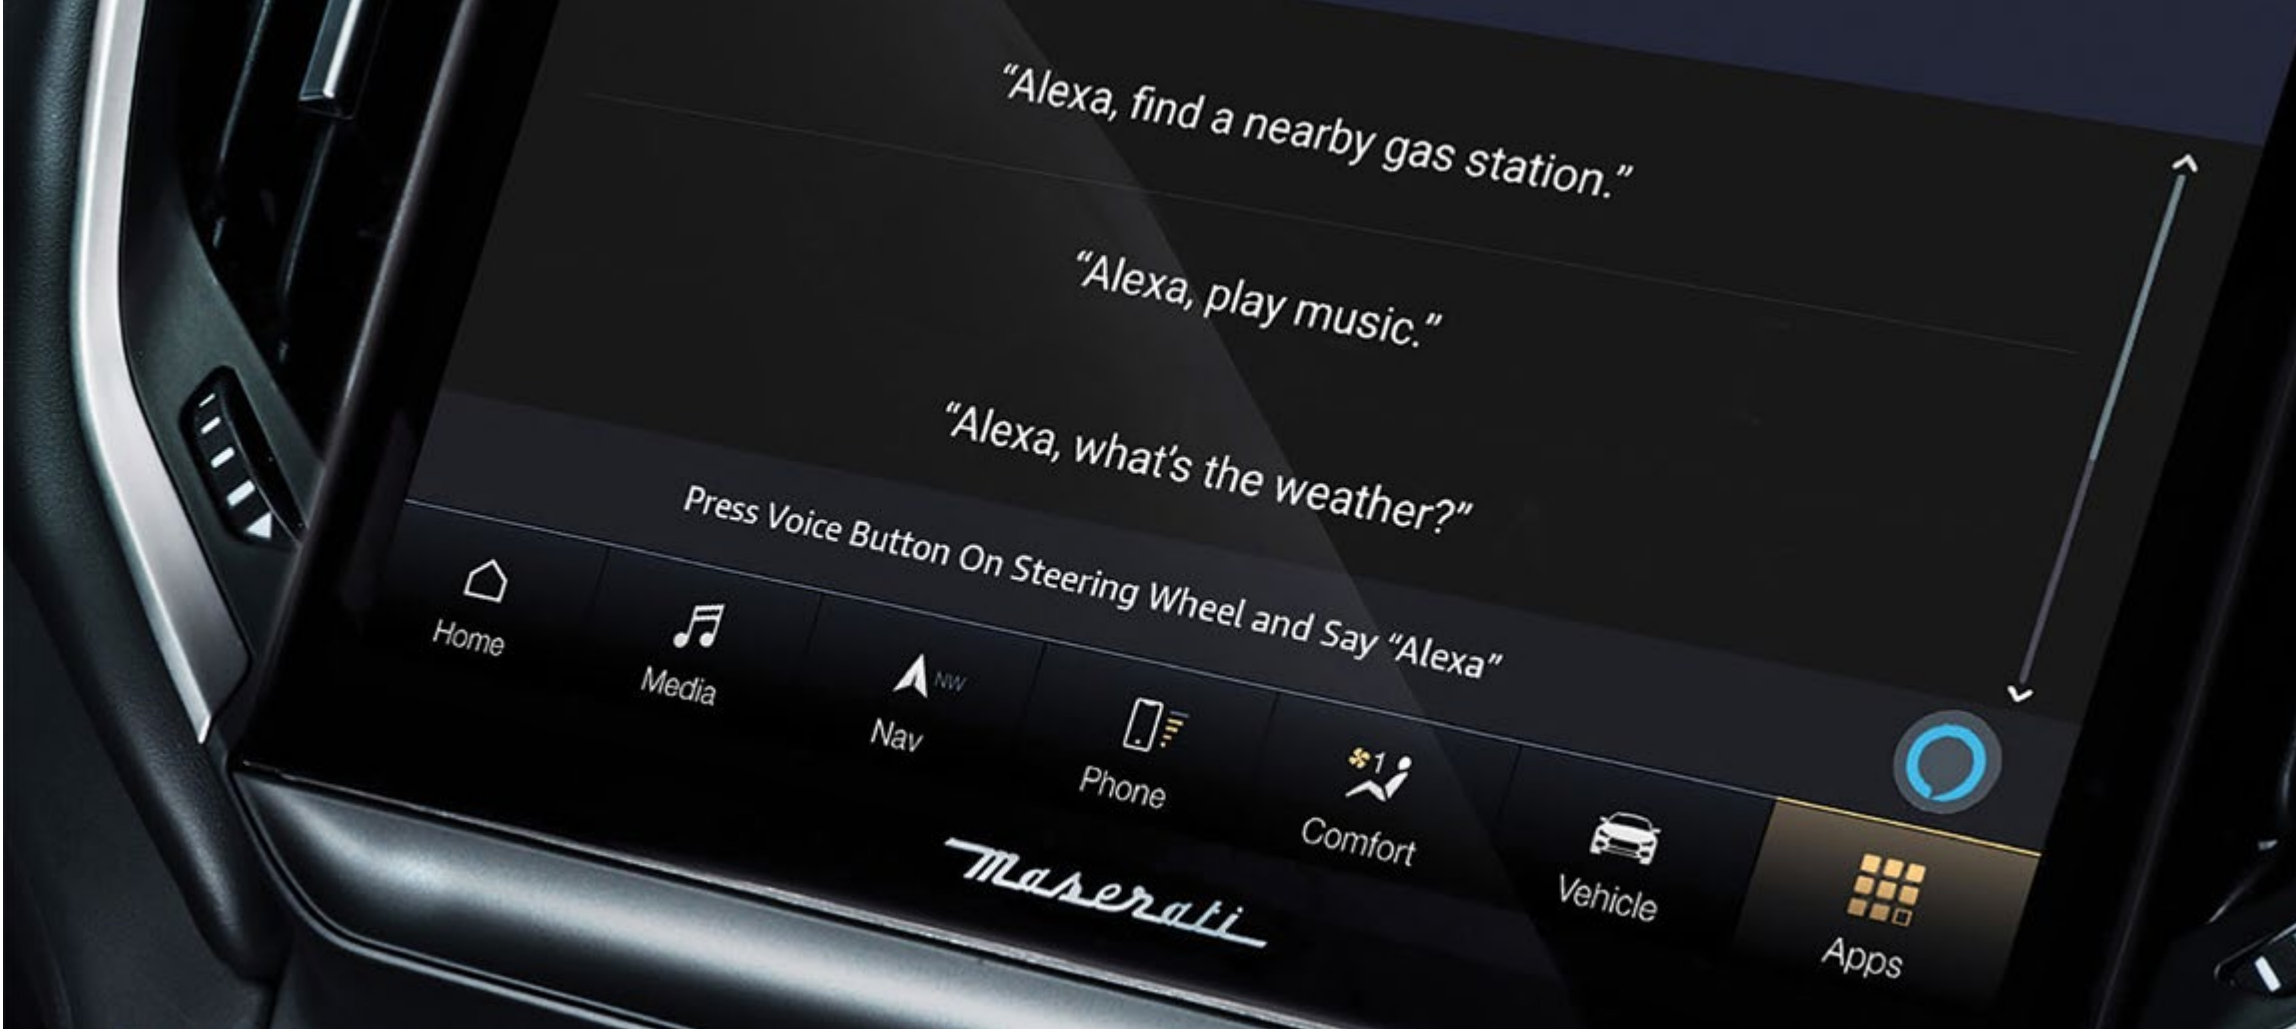 “Alexa, find a nearby gas station.”
“Alexa, play music.”
“Alexa, what’s the weather?”
Press Voice Button On Steering Wheel and Say “Alexa”
Home
Media
NW
Nav
Phone
1
Comfort
Vehicle
Apps
Maserati